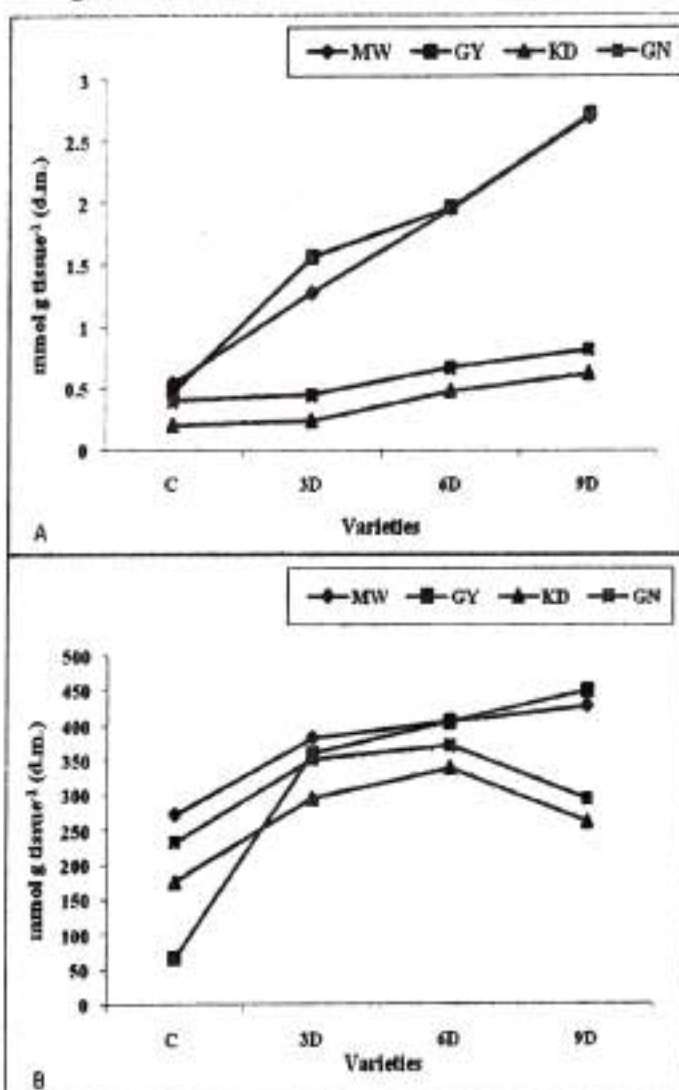 MW GY KD GN
3
2.5
2
1.5
1
0.5
0
mmol g tissue⁻¹ (d.m.)
C 3D 6D 9D
Varieties
A
MW GY KD GN
500
450
400
350
300
250
200
150
100
50
0
mmol g tissue⁻¹ (d.m.)
C 3D 6D 9D
Varieties
B